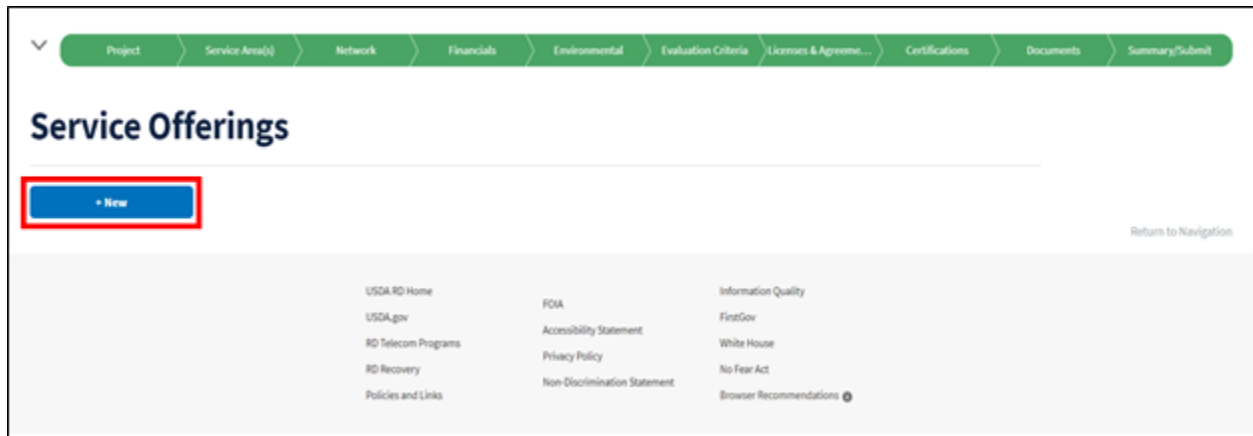 Project Service Area(s) Network Financials Environmental Evaluation Criteria Licenses & Agreeme... Certifications Documents Summary/Submit
Service Offerings
+ New
Return to Navigation
USDA RD Home
USDA.gov
RD Telecom Programs
RD Recovery
Policies and Links
FOIA
Accessibility Statement
Privacy Policy
Non-Discrimination Statement
Information Quality
FirstGov
White House
No Fear Act
Browser Recommendations